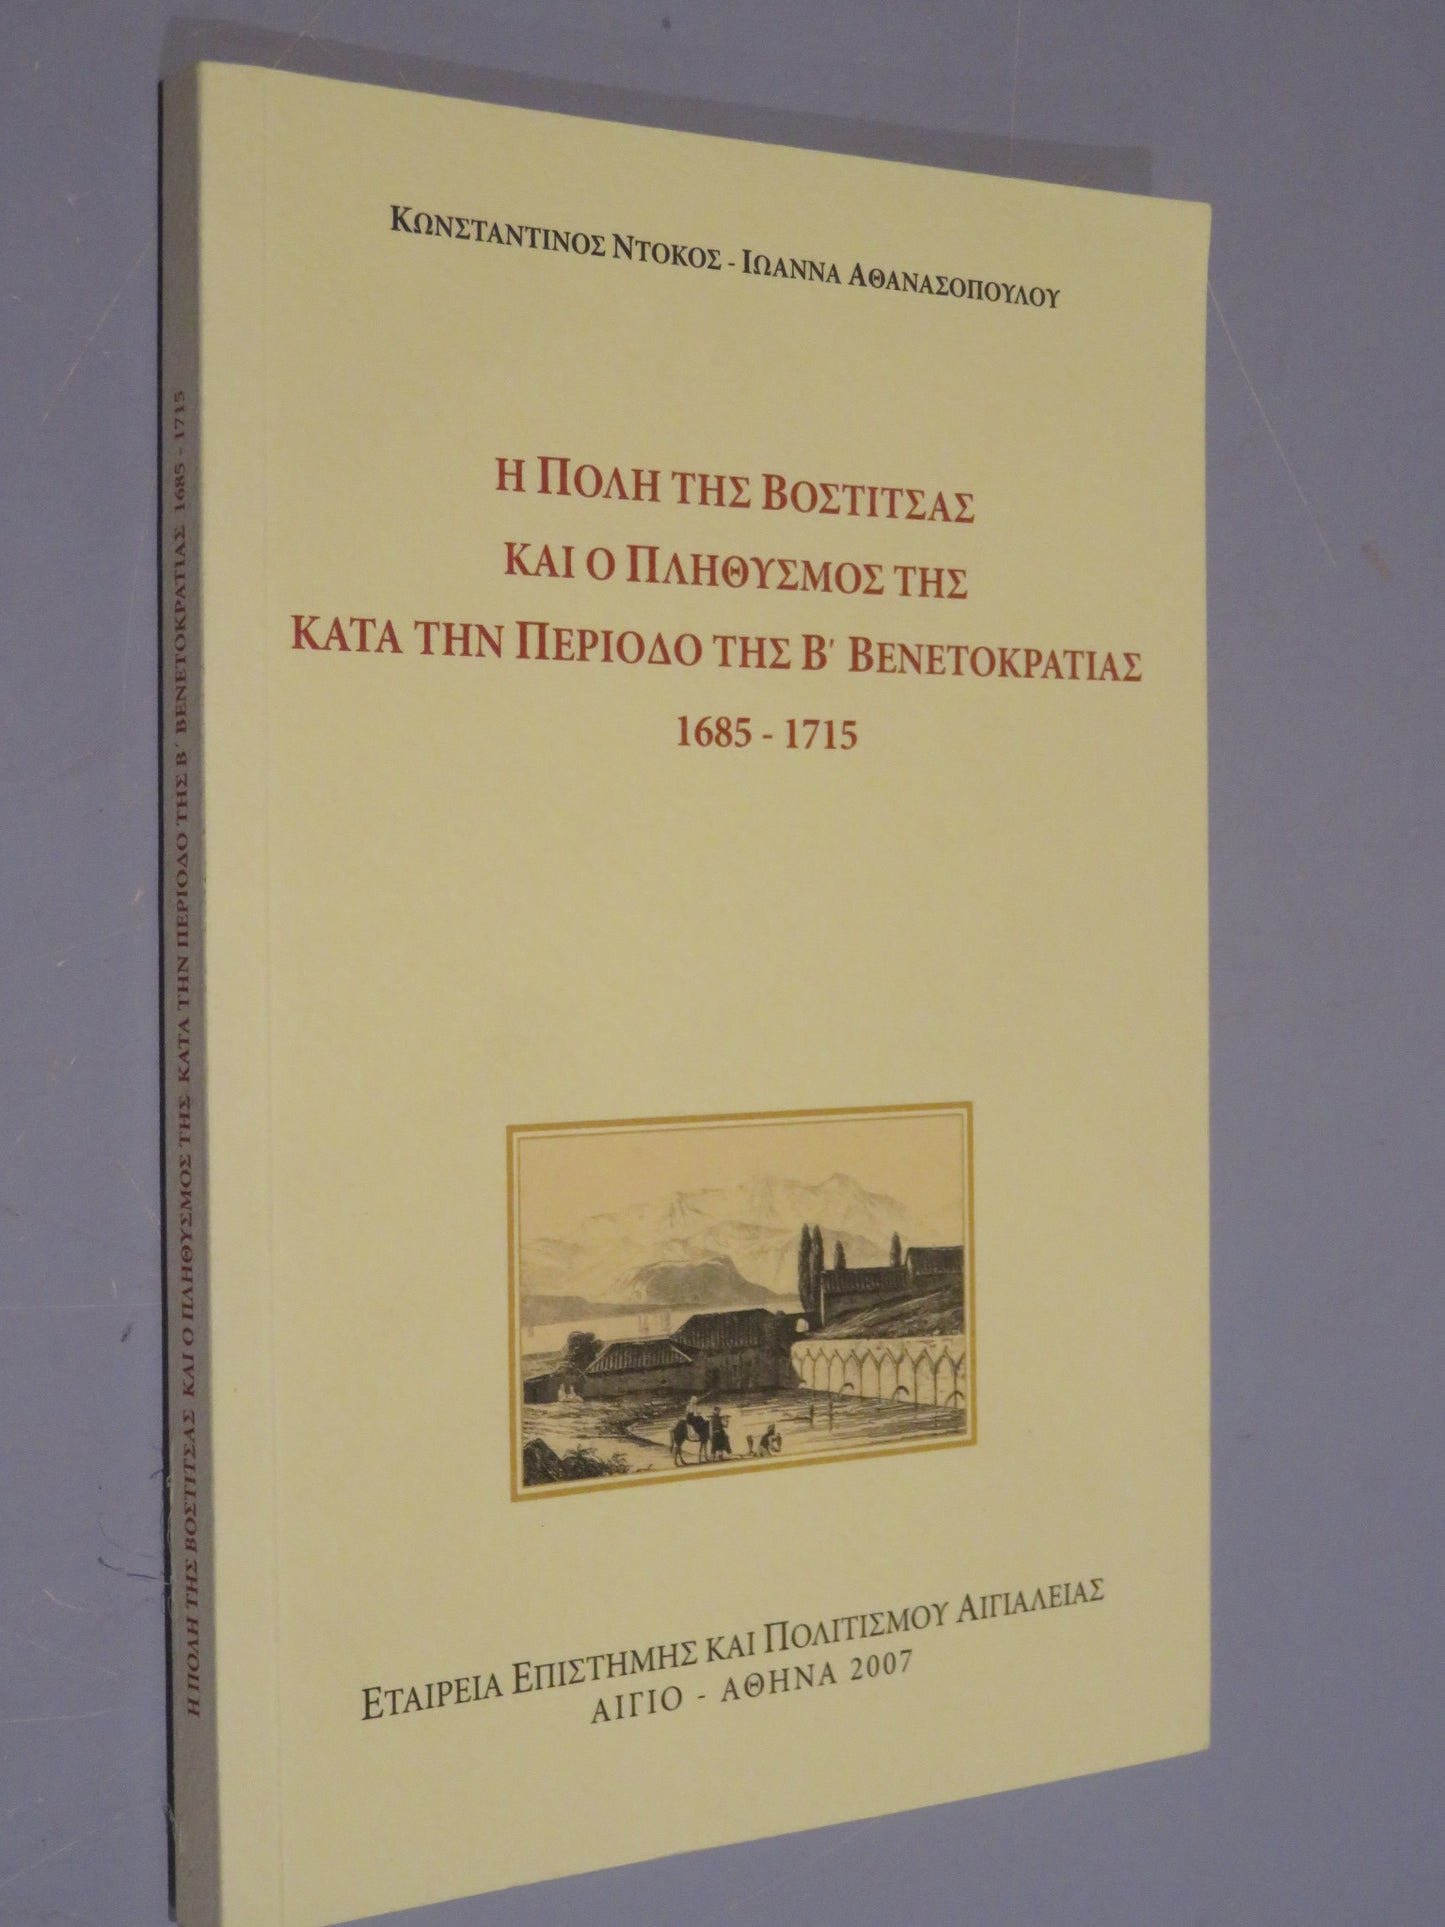 ΚΩΝΣΤΑΝΤΙΝΟΣ ΝΤΟΚΟΣ - ΙΩΑΝΝΑ ΑΘΑΝΑΣΟΠΟΥΛΟΥ
Η ΠΟΛΗ ΤΗΣ ΒΟΣΤΙΤΣΑΣ
ΚΑΙ Ο ΠΛΗΘΥΣΜΟΣ ΤΗΣ
ΚΑΤΑ ΤΗΝ ΠΕΡΙΟΔΟ ΤΗΣ Β΄ ΒΕΝΕΤΟΚΡΑΤΙΑΣ
1685 - 1715
ΕΤΑΙΡΕΙΑ ΕΠΙΣΤΗΜΗΣ ΚΑΙ ΠΟΛΙΤΙΣΜΟΥ ΑΙΓΙΑΛΕΙΑΣ
ΑΙΓΙΟ - ΑΘΗΝΑ 2007
Η ΠΟΛΗ ΤΗΣ ΒΟΣΤΙΤΣΑΣ ΚΑΙ Ο ΠΛΗΘΥΣΜΟΣ ΤΗΣ ΚΑΤΑ ΤΗΝ ΠΕΡΙΟΔΟ ΤΗΣ Β΄ ΒΕΝΕΤΟΚΡΑΤΙΑΣ 1685 - 1715